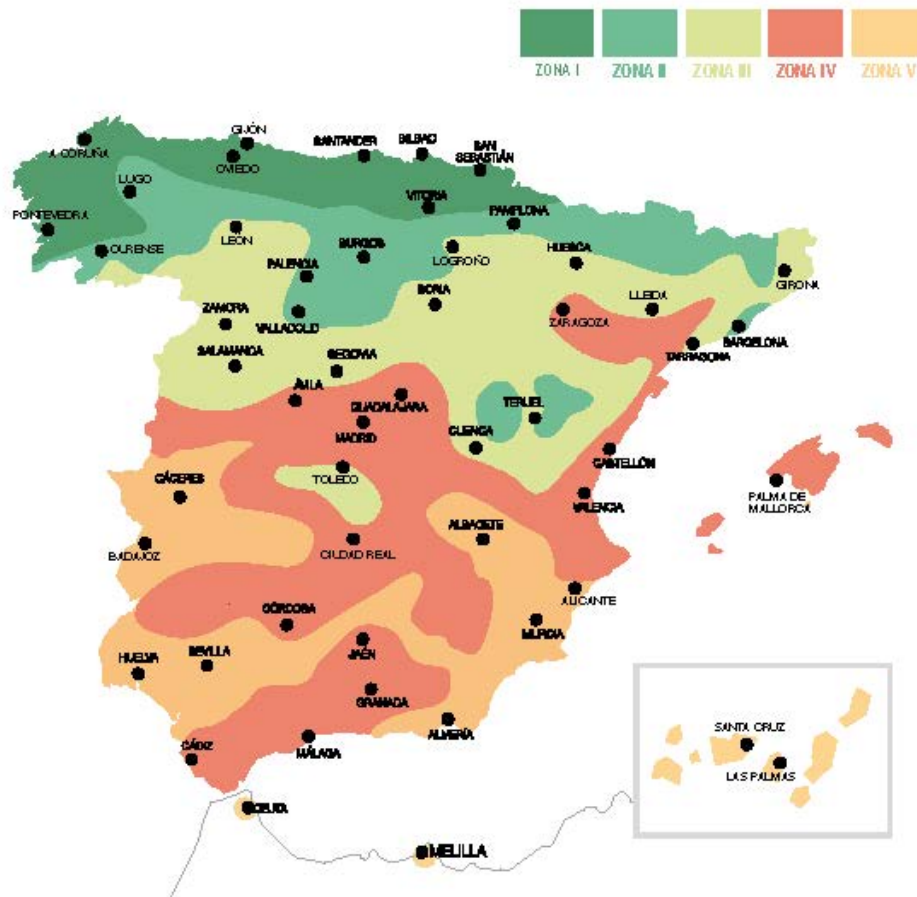 ZONA I
ZONA II
ZONA III
ZONA IV
ZONA V
GIJÓN
SANTANDER
BILBAO
SAN
SEBASTIÁN
A CORUÑA
OVIEDO
LUGO
VITORIA
PAMPLONA
PONTEVEDRA
OURENSE
LEÓN
BURGOS
LOGROÑO
HUESCA
PALENCIA
GIRONA
SORIA
LLEIDA
ZAMORA
VALLADOLID
ZARAGOZA
BARCELONA
TARRAGONA
SALAMANCA
SEGOVIA
ÁVILA
GUADALAJARA
TERUEL
MADRID
CUENCA
CASTELLÓN
TOLEDO
CÁCERES
PALMA DE
MALLORCA
VALENCIA
ALBACETE
BADAJOZ
CIUDAD REAL
ALICANTE
CÓRDOBA
MURCIA
HUELVA
SEVILLA
JAÉN
GRANADA
ALMERÍA
CÁDIZ
MÁLAGA
SANTA CRUZ
LAS PALMAS
CEUTA
MELILLA